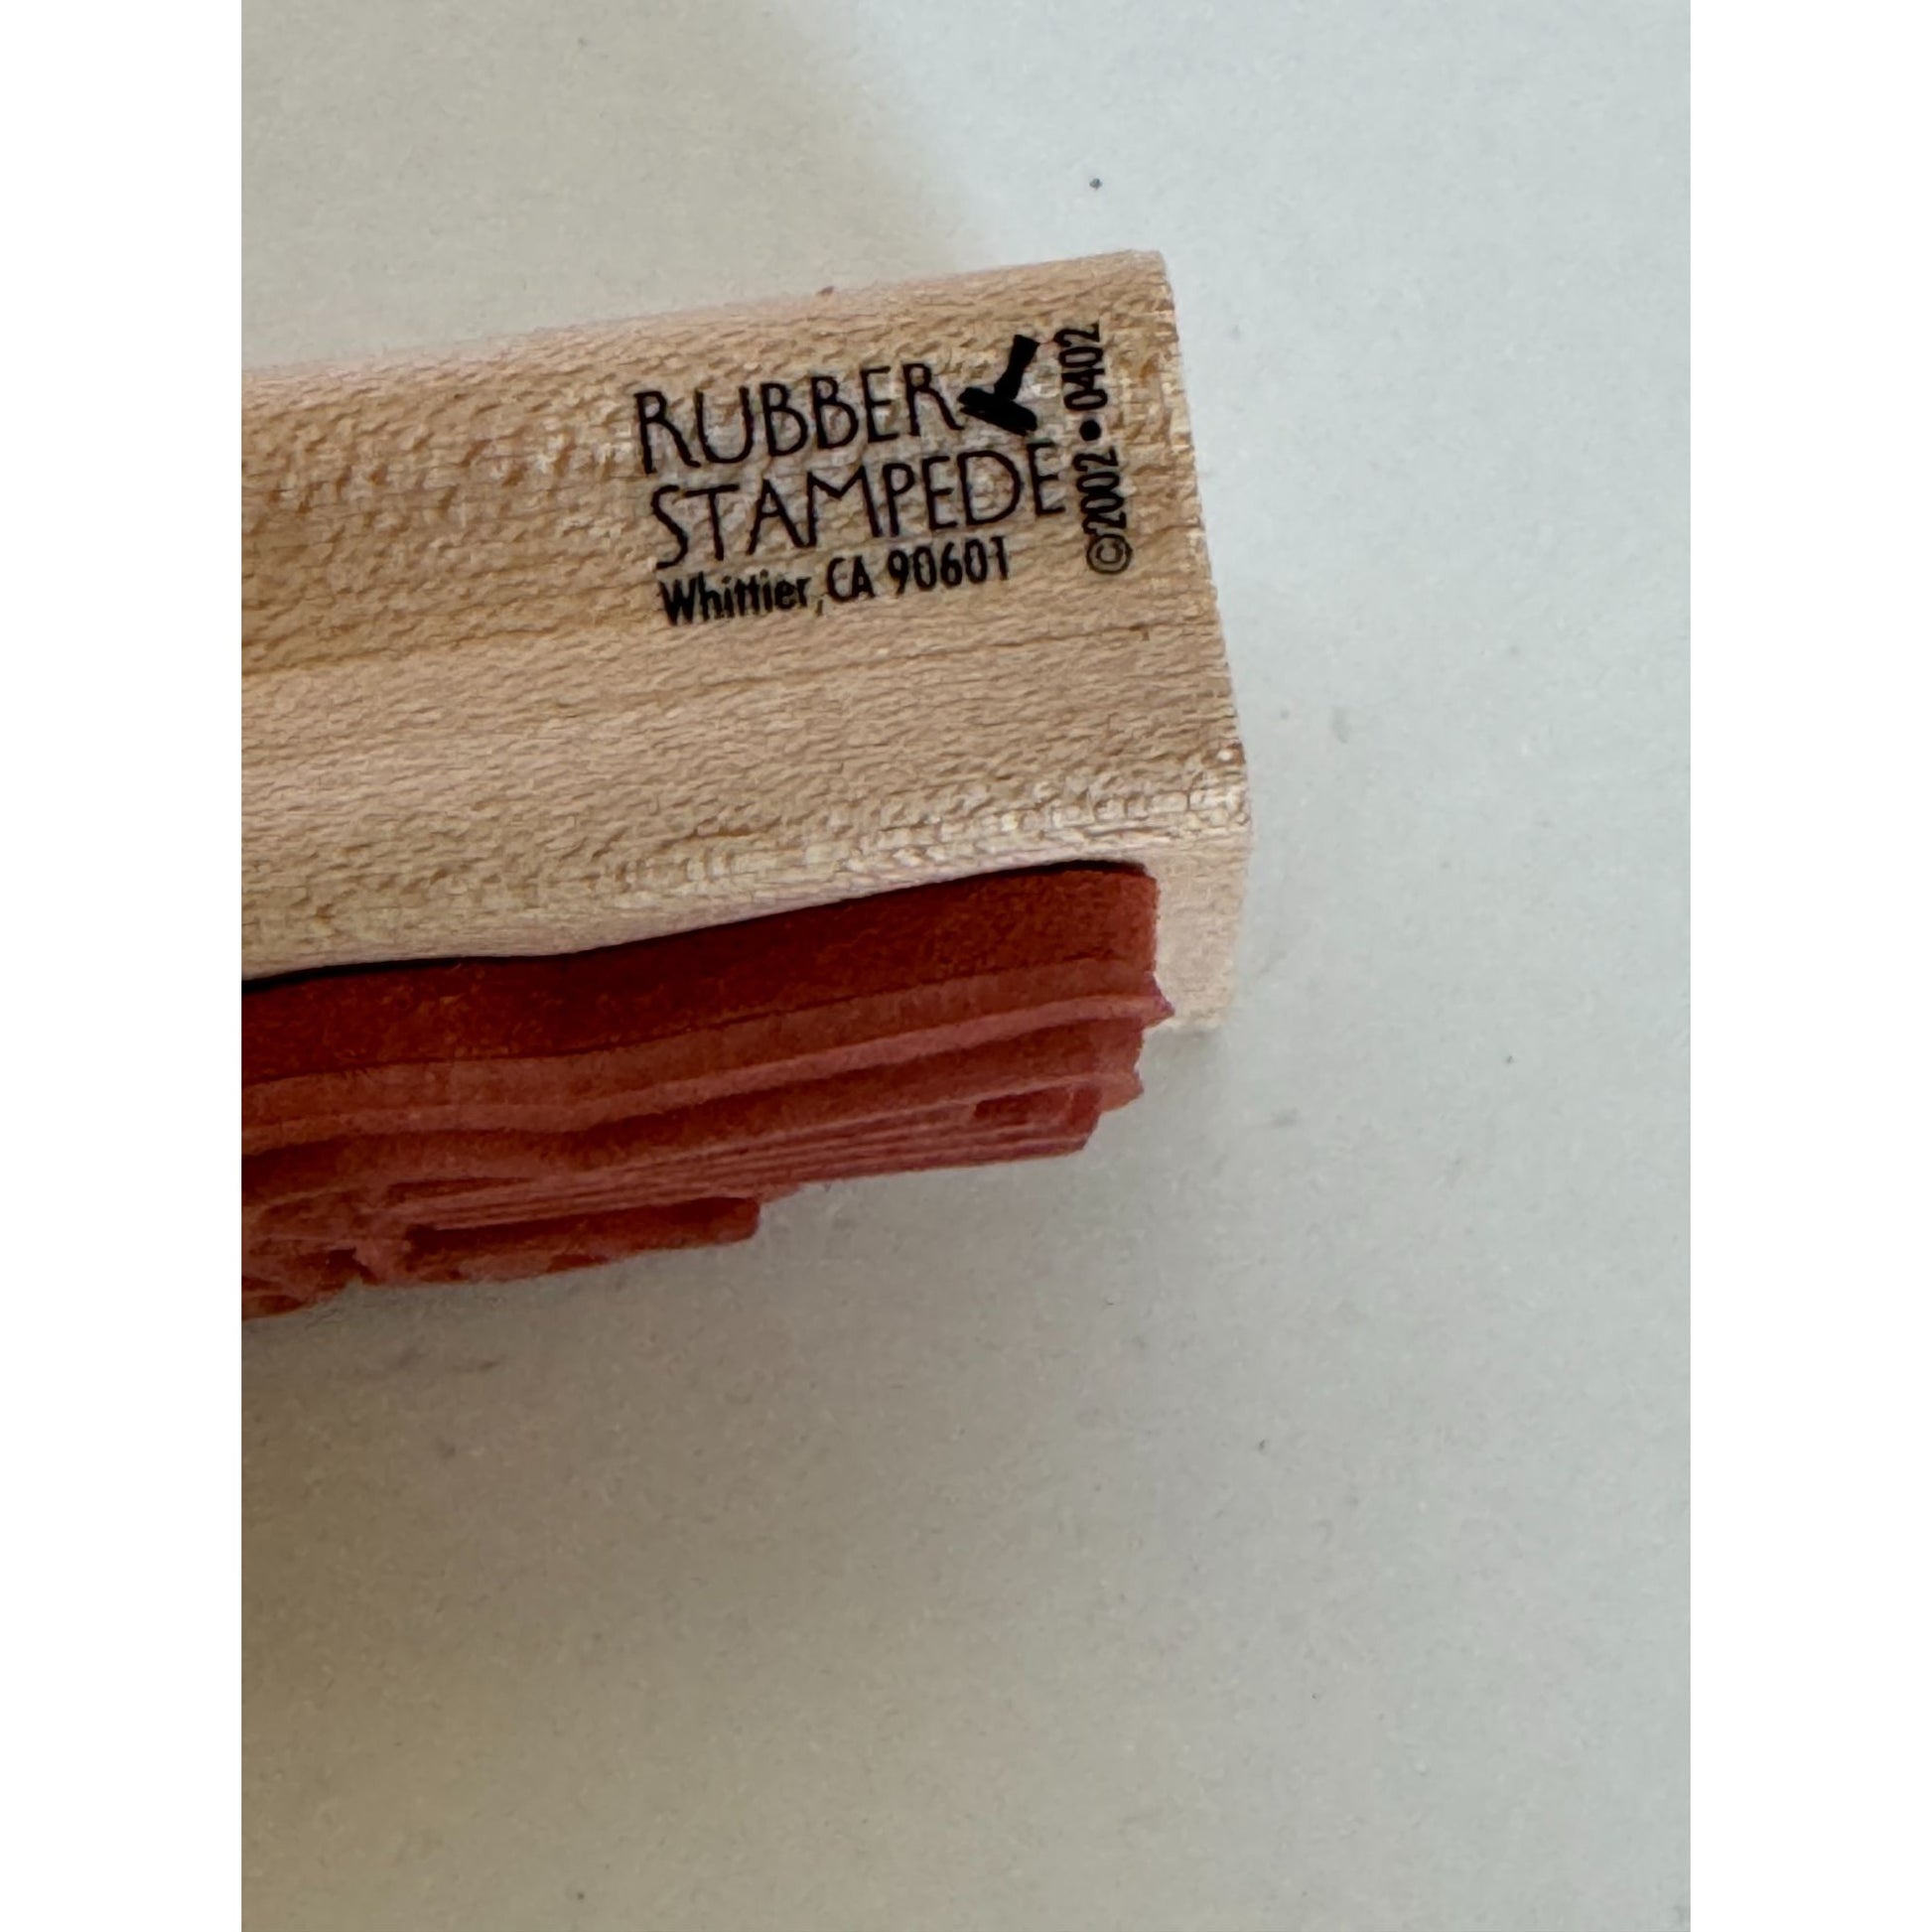 RUBBER
STAMPEDE
Whittier, CA 90601
©2002•0402